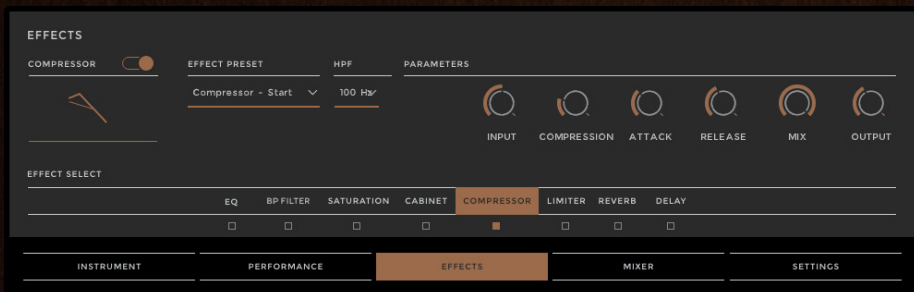 EFFECTS
COMPRESSOR EFFECT PRESET HPF PARAMETERS
Compressor - Start 100 Hz
INPUT COMPRESSION ATTACK RELEASE MIX OUTPUT
EFFECT SELECT
EQ BP FILTER SATURATION CABINET COMPRESSOR LIMITER REVERB DELAY
INSTRUMENT PERFORMANCE EFFECTS MIXER SETTINGS